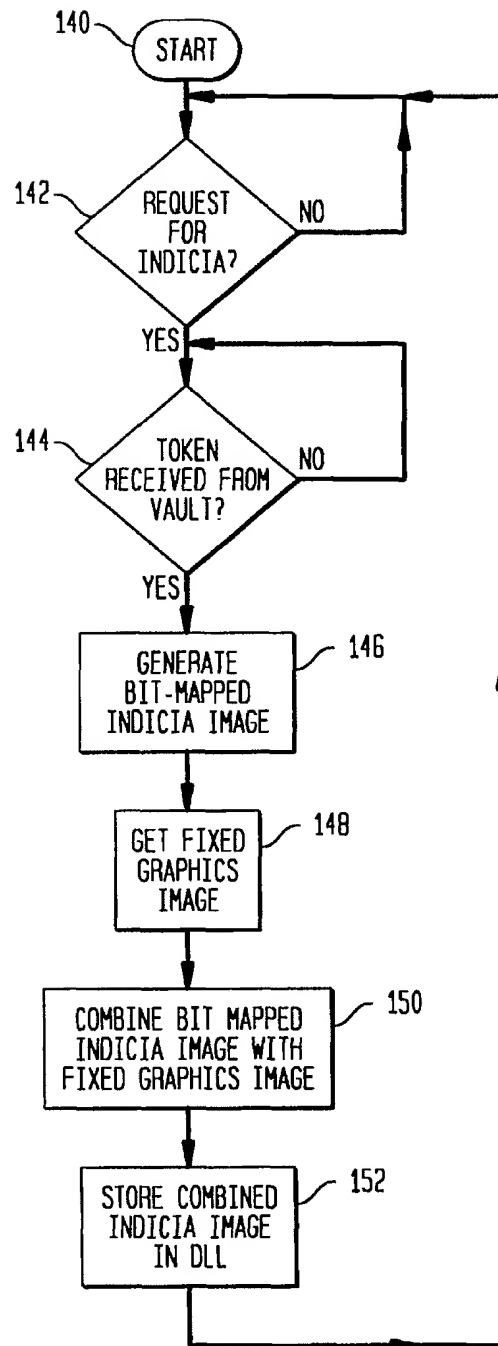 140
START
142
REQUEST
FOR
INDICIA?
NO
YES
144
TOKEN
RECEIVED FROM
VAULT?
NO
YES
146
GENERATE
BIT-MAPPED
INDICIA IMAGE
148
GET FIXED
GRAPHICS
IMAGE
150
COMBINE BIT MAPPED
INDICIA IMAGE WITH
FIXED GRAPHICS IMAGE
152
STORE COMBINED
INDICIA IMAGE
IN DLL